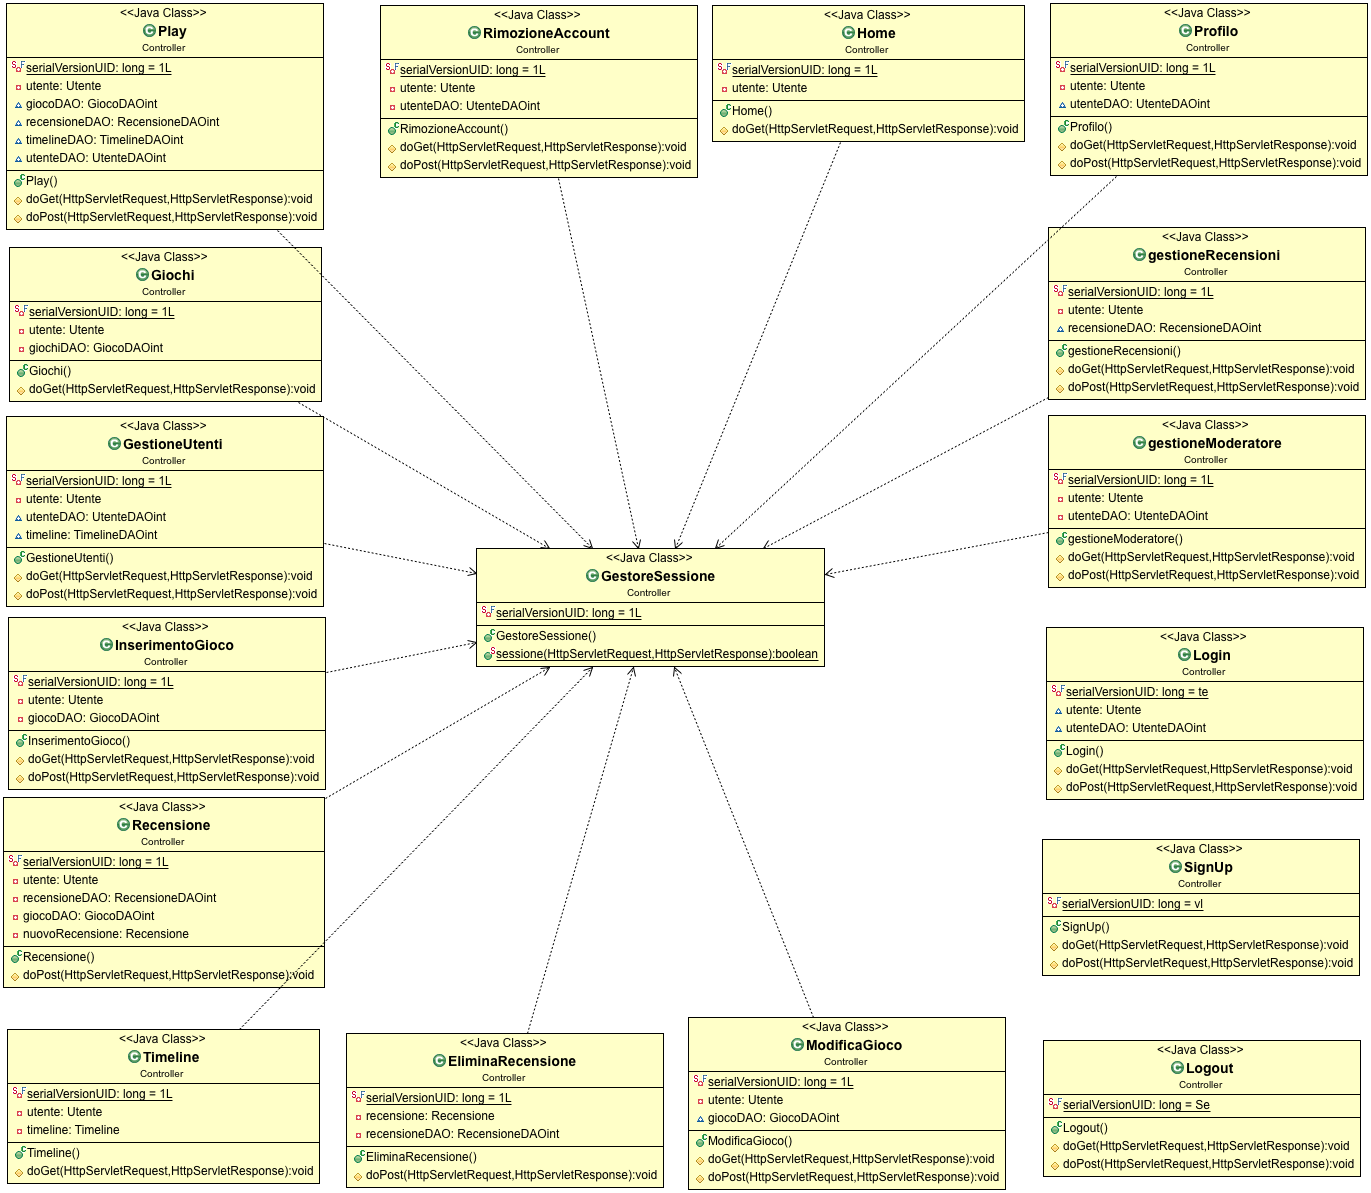 <<Java Class>>
Play
Controller
serialVersionUID: long = 1L
utente: Utente
giocoDAO: GiocoDAOint
recensioneDAO: RecensioneDAOint
timelineDAO: TimelineDAOint
utenteDAO: UtenteDAOint
Play()
doGet(HttpServletRequest,HttpServletResponse):void
doPost(HttpServletRequest,HttpServletResponse):void
<<Java Class>>
RimozioneAccount
Controller
serialVersionUID: long = 1L
utente: Utente
utenteDAO: UtenteDAOint
RimozioneAccount()
doGet(HttpServletRequest,HttpServletResponse):void
doPost(HttpServletRequest,HttpServletResponse):void
<<Java Class>>
Home
Controller
serialVersionUID: long = 1L
utente: Utente
Home()
doGet(HttpServletRequest,HttpServletResponse):void
<<Java Class>>
Profilo
Controller
serialVersionUID: long = 1L
utente: Utente
utenteDAO: UtenteDAOint
Profilo()
doGet(HttpServletRequest,HttpServletResponse):void
doPost(HttpServletRequest,HttpServletResponse):void
<<Java Class>>
Giochi
Controller
serialVersionUID: long = 1L
utente: Utente
giochiDAO: GiocoDAOint
Giochi()
doGet(HttpServletRequest,HttpServletResponse):void
<<Java Class>>
gestioneRecensioni
Controller
serialVersionUID: long = 1L
utente: Utente
recensioneDAO: RecensioneDAOint
gestioneRecensioni()
doGet(HttpServletRequest,HttpServletResponse):void
doPost(HttpServletRequest,HttpServletResponse):void
<<Java Class>>
GestioneUtenti
Controller
serialVersionUID: long = 1L
utente: Utente
utenteDAO: UtenteDAOint
timeline: TimelineDAOint
GestioneUtenti()
doGet(HttpServletRequest,HttpServletResponse):void
doPost(HttpServletRequest,HttpServletResponse):void
<<Java Class>>
gestioneModeratore
Controller
serialVersionUID: long = 1L
utente: Utente
utenteDAO: UtenteDAOint
gestioneModeratore()
doGet(HttpServletRequest,HttpServletResponse):void
doPost(HttpServletRequest,HttpServletResponse):void
<<Java Class>>
GestoreSessione
Controller
serialVersionUID: long = 1L
GestoreSessione()
sessione(HttpServletRequest,HttpServletResponse):boolean
<<Java Class>>
InserimentoGioco
Controller
serialVersionUID: long = 1L
utente: Utente
giocoDAO: GiocoDAOint
InserimentoGioco()
doGet(HttpServletRequest,HttpServletResponse):void
doPost(HttpServletRequest,HttpServletResponse):void
<<Java Class>>
Login
Controller
serialVersionUID: long = te
utente: Utente
utenteDAO: UtenteDAOint
Login()
doGet(HttpServletRequest,HttpServletResponse):void
doPost(HttpServletRequest,HttpServletResponse):void
<<Java Class>>
Recensione
Controller
serialVersionUID: long = 1L
utente: Utente
recensioneDAO: RecensioneDAOint
giocoDAO: GiocoDAOint
nuovoRecensione: Recensione
Recensione()
doPost(HttpServletRequest,HttpServletResponse):void
<<Java Class>>
SignUp
Controller
serialVersionUID: long = vl
SignUp()
doGet(HttpServletRequest,HttpServletResponse):void
doPost(HttpServletRequest,HttpServletResponse):void
<<Java Class>>
Timeline
Controller
serialVersionUID: long = 1L
utente: Utente
timeline: Timeline
Timeline()
doGet(HttpServletRequest,HttpServletResponse):void
<<Java Class>>
EliminaRecensione
Controller
serialVersionUID: long = 1L
recensione: Recensione
recensioneDAO: RecensioneDAOint
EliminaRecensione()
doPost(HttpServletRequest,HttpServletResponse):void
<<Java Class>>
ModificaGioco
Controller
serialVersionUID: long = 1L
utente: Utente
giocoDAO: GiocoDAOint
ModificaGioco()
doGet(HttpServletRequest,HttpServletResponse):void
doPost(HttpServletRequest,HttpServletResponse):void
<<Java Class>>
Logout
Controller
serialVersionUID: long = Se
Logout()
doGet(HttpServletRequest,HttpServletResponse):void
doPost(HttpServletRequest,HttpServletResponse):void